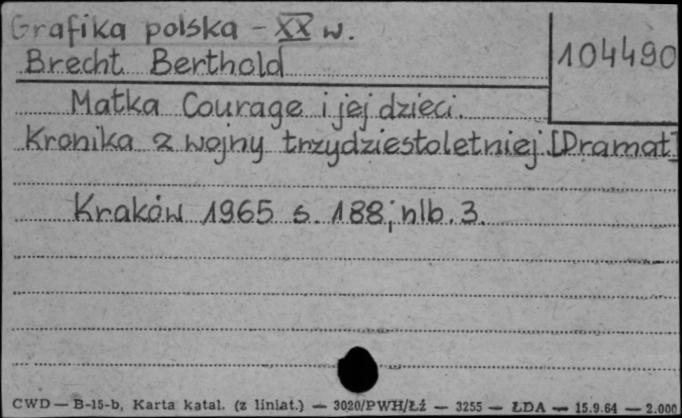 Grafika polska – XX w.
Brecht Berthold
104490
Matka Courage i jej dzieci.
Kronika z wojny trzydziestoletniej. [Dramat]
Kraków 1965 s. 188; nlb. 3.
CWD — B-15-b, Karta katal. (z liniat.) — 3020/PWH/Łź — 3255 — ŁDA — 15.9.64 — 2.000